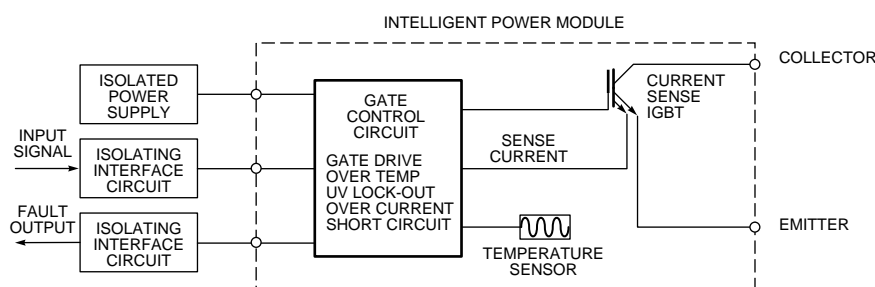 INTELLIGENT POWER MODULE
COLLECTOR
ISOLATED
POWER
SUPPLY
GATE
CONTROL
CIRCUIT
CURRENT
SENSE
IGBT
INPUT
SIGNAL
ISOLATING
INTERFACE
CIRCUIT
SENSE
CURRENT
GATE DRIVE
OVER TEMP
UV LOCK-OUT
OVER CURRENT
SHORT CIRCUIT
FAULT
OUTPUT
ISOLATING
INTERFACE
CIRCUIT
EMITTER
TEMPERATURE
SENSOR